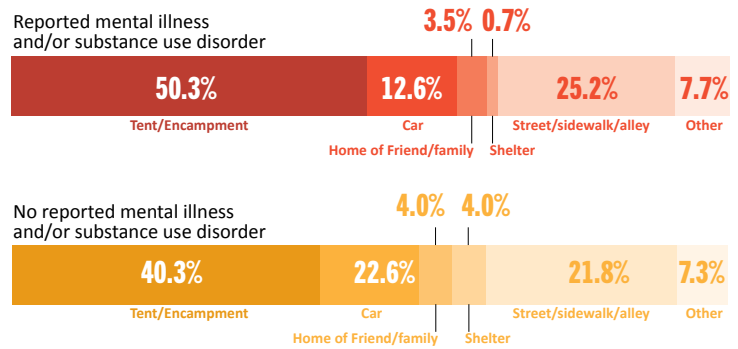 Reported mental illness
and/or substance use disorder
3.5% 0.7%
50.3% 12.6% 25.2% 7.7%
Tent/Encampment Car Street/sidewalk/alley Other
Home of Friend/family Shelter
No reported mental illness
and/or substance use disorder
4.0% 4.0%
40.3% 22.6% 21.8% 7.3%
Tent/Encampment Car Street/sidewalk/alley Other
Home of Friend/family Shelter